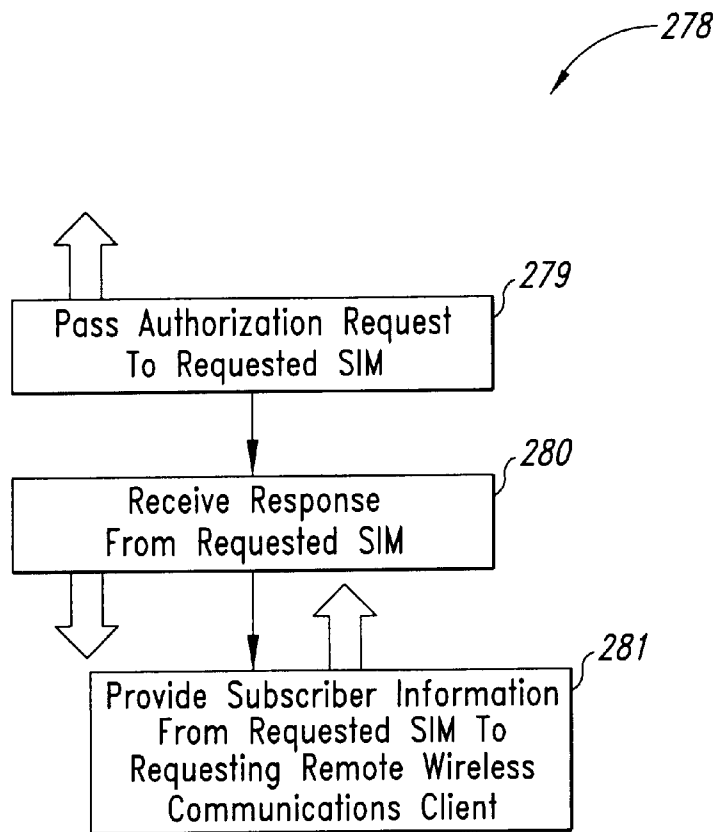 278
279
Pass Authorization Request
To Requested SIM
280
Receive Response
From Requested SIM
281
Provide Subscriber Information
From Requested SIM To
Requesting Remote Wireless
Communications Client